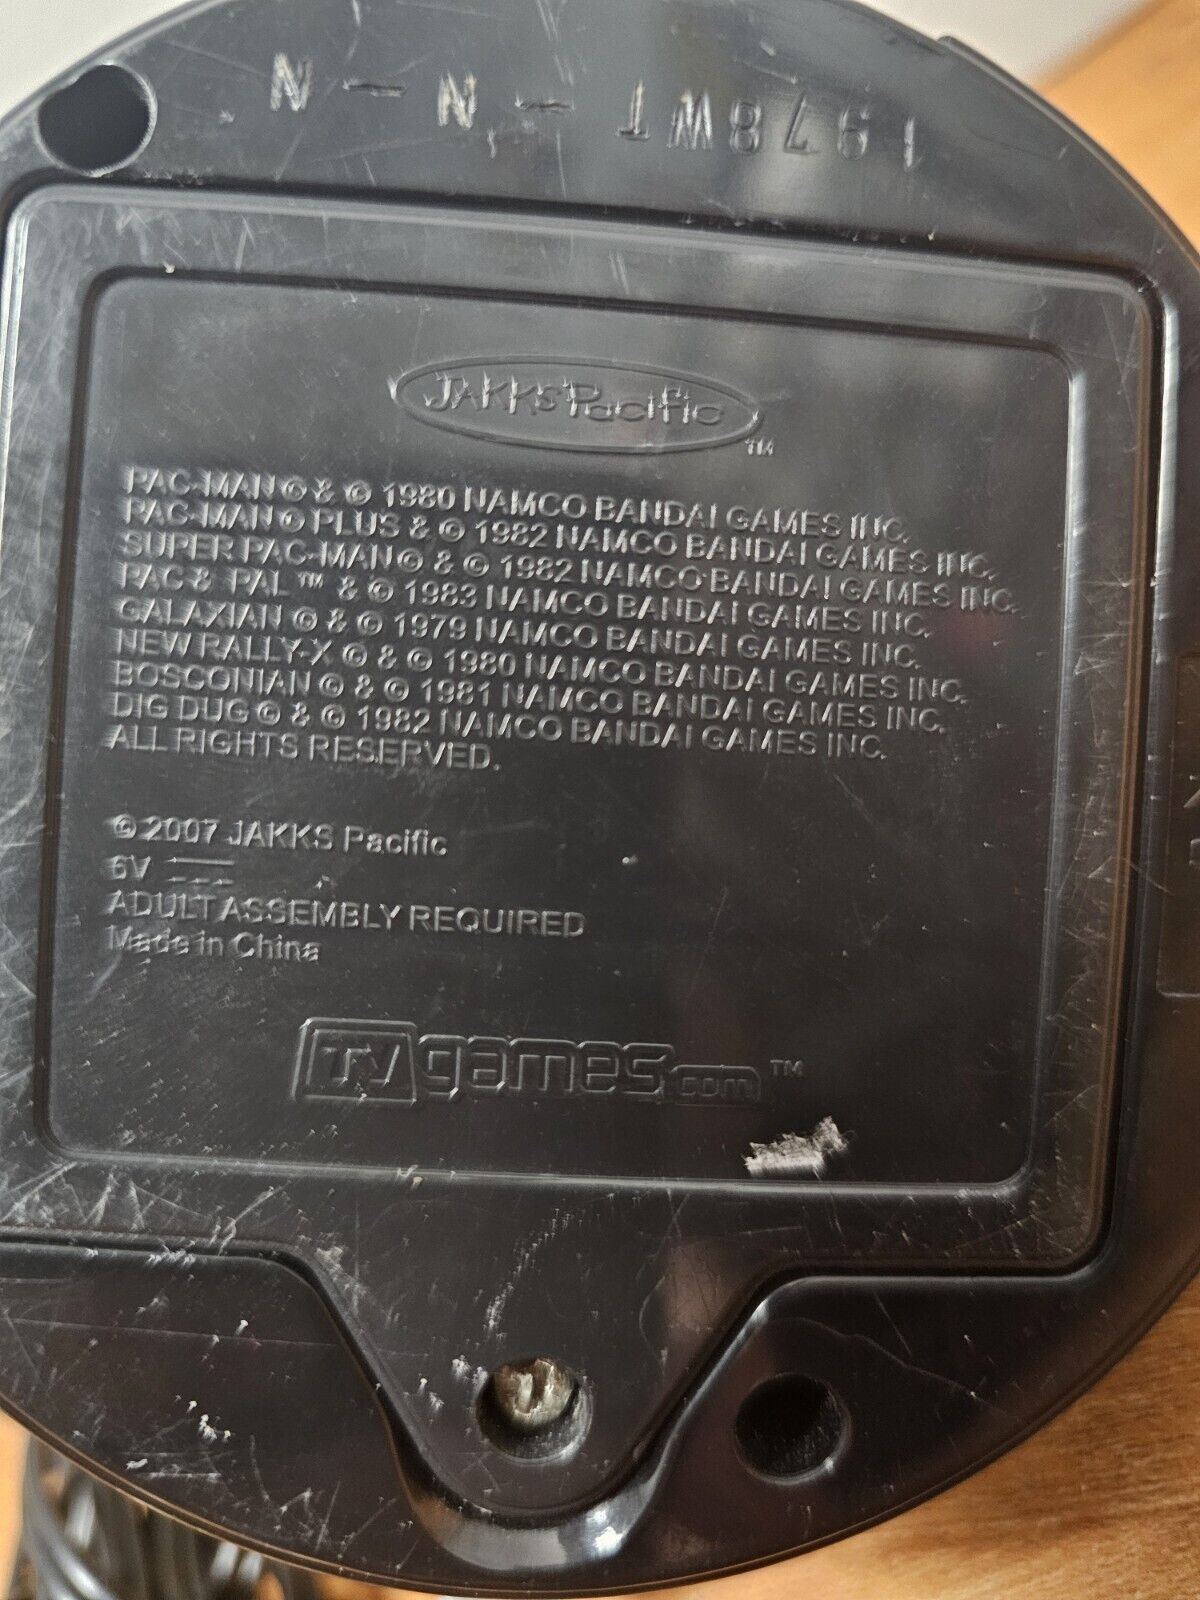 1978WT - N - N
JAKKS Pacific ™
PAC-MAN © & © 1980 NAMCO BANDAI GAMES INC.
PAC-MAN © PLUS & © 1982 NAMCO BANDAI GAMES INC.
SUPER PAC-MAN © & © 1982 NAMCO BANDAI GAMES INC.
PAC & PAL ™ & © 1983 NAMCO BANDAI GAMES INC.
GALAXIAN © & © 1979 NAMCO BANDAI GAMES INC.
NEW RALLY-X © & © 1980 NAMCO BANDAI GAMES INC.
BOSCONIAN © & © 1981 NAMCO BANDAI GAMES INC.
DIG DUG © & © 1982 NAMCO BANDAI GAMES INC.
ALL RIGHTS RESERVED.
© 2007 JAKKS Pacific
6V
ADULT ASSEMBLY REQUIRED
Made in China
TV games.com ™